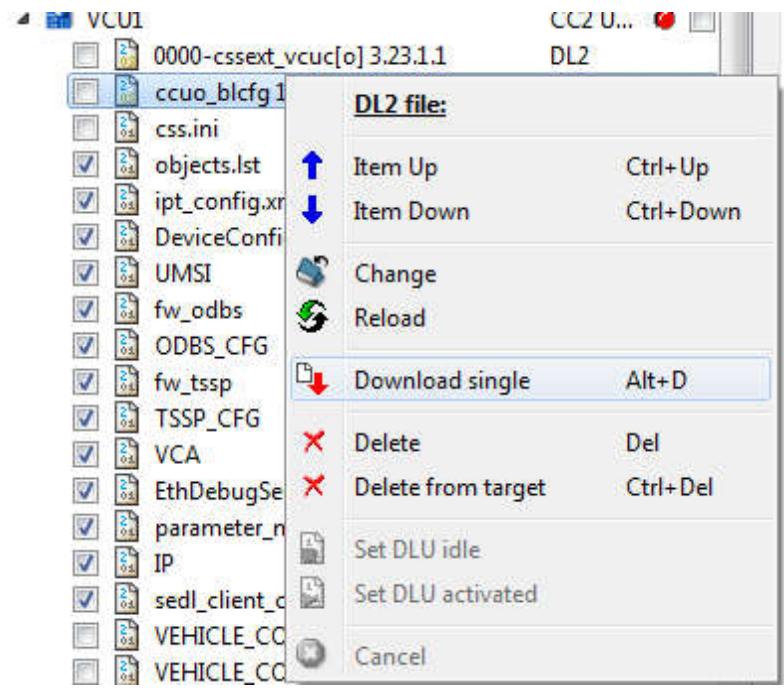 VCU1 CC2 U...
0000-cssext_vcuc[o] 3.23.1.1 DL2
ccuo_blcfg 1
css.ini
objects.lst
ipt_config.xm
DeviceConfi
UMSI
fw_odbs
ODBS_CFG
fw_tssp
TSSP_CFG
VCA
EthDebugSe
parameter_n
IP
sedl_client_c
VEHICLE_CO
VEHICLE_CO
DL2 file:
Item Up Ctrl+Up
Item Down Ctrl+Down
Change
Reload
Download single Alt+D
Delete Del
Delete from target Ctrl+Del
Set DLU idle
Set DLU activated
Cancel